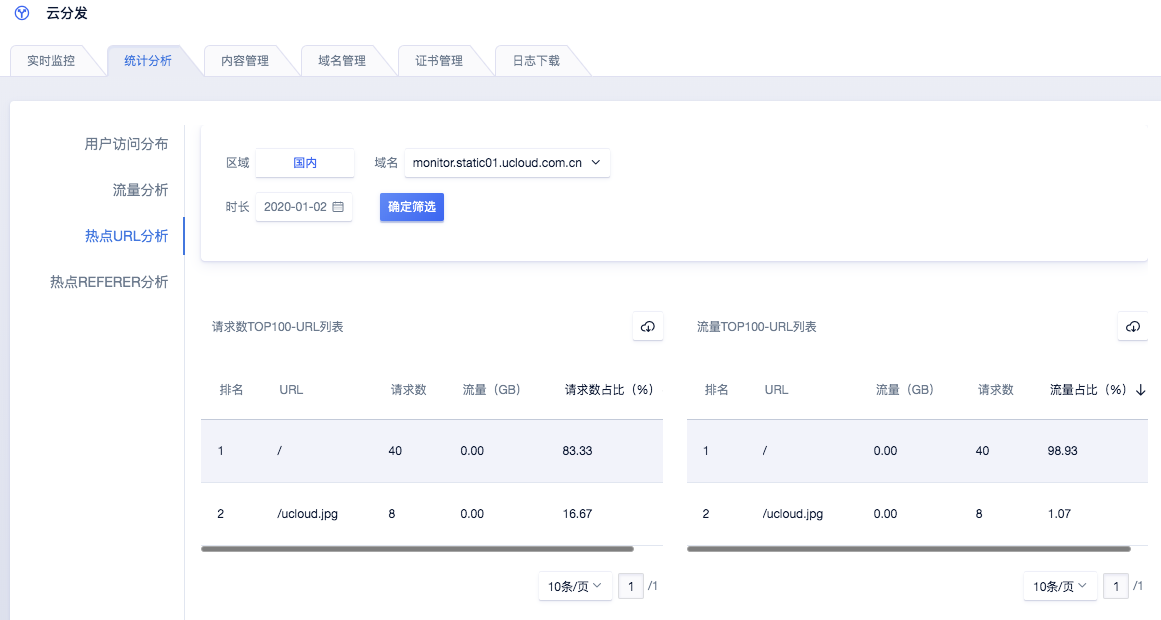 云分发
实时监控 统计分析 内容管理 域名管理 证书管理 日志下载
用户访问分布
流量分析
热点URL分析
热点REFERER分析
区域 国内 域名 monitor.static01.ucloud.com.cn
时长 2020-01-02 确定筛选
请求数TOP100-URL列表
排名 URL 请求数 流量（GB） 请求数占比（%）
1 / 40 0.00 83.33
2 /ucloud.jpg 8 0.00 16.67
10条/页 1 /1
流量TOP100-URL列表
排名 URL 流量（GB） 请求数 流量占比（%）
1 / 0.00 40 98.93
2 /ucloud.jpg 0.00 8 1.07
10条/页 1 /1